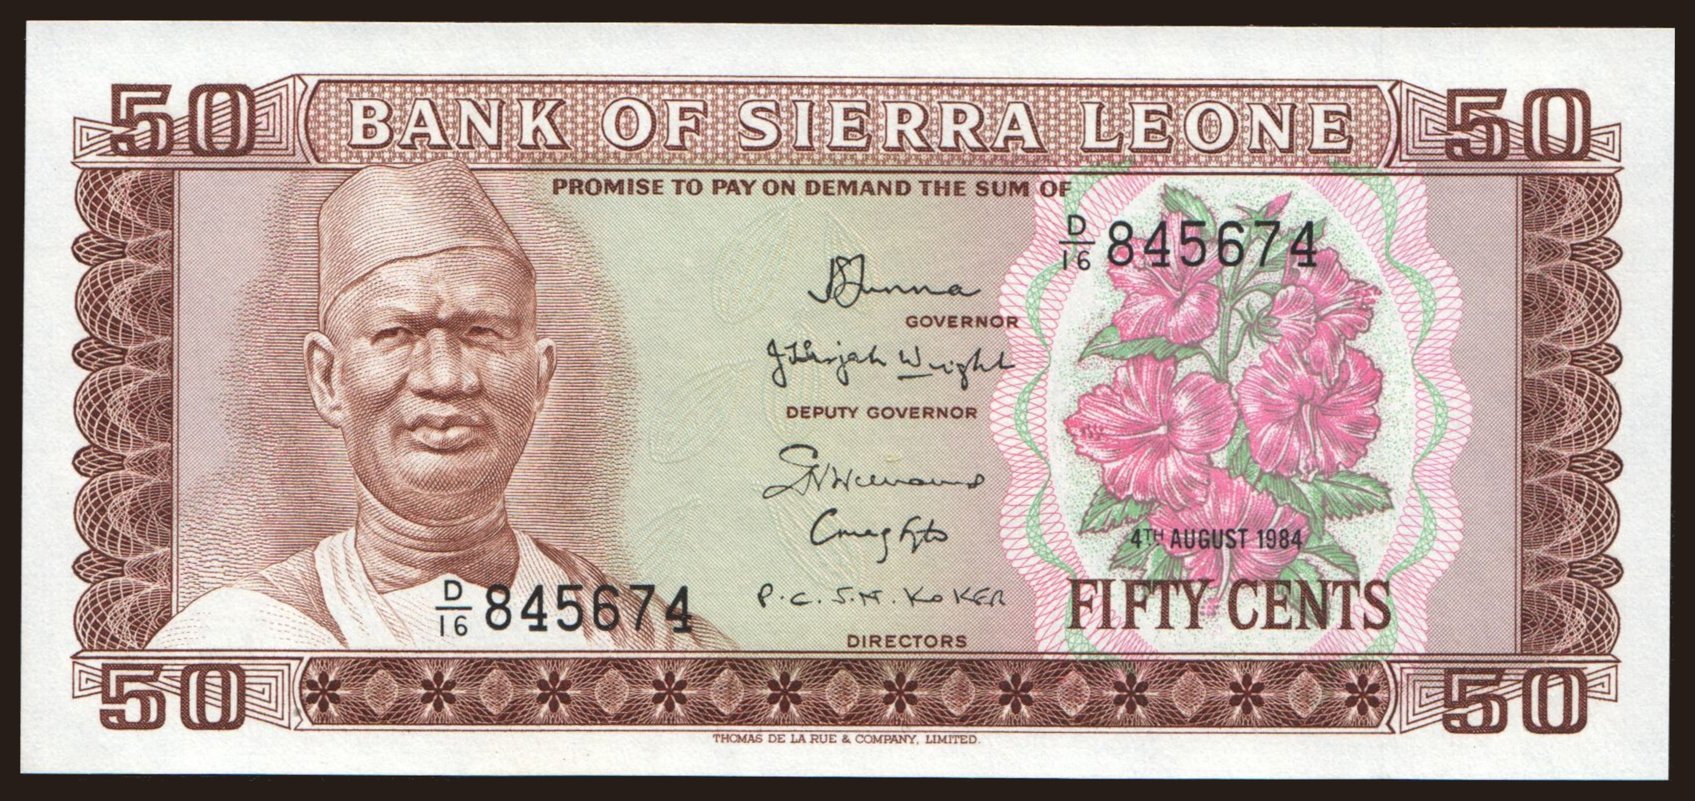 50 BANK OF SIERRA LEONE 50
PROMISE TO PAY ON DEMAND THE SUM OF
D/16 845674
GOVERNOR
Wright
DEPUTY GOVERNOR
4TH AUGUST 1984
D/16 845674
P.C.S.N. KOKER
FIFTY CENTS
DIRECTORS
50 50
THOMAS DE LA RUE & COMPANY, LIMITED.